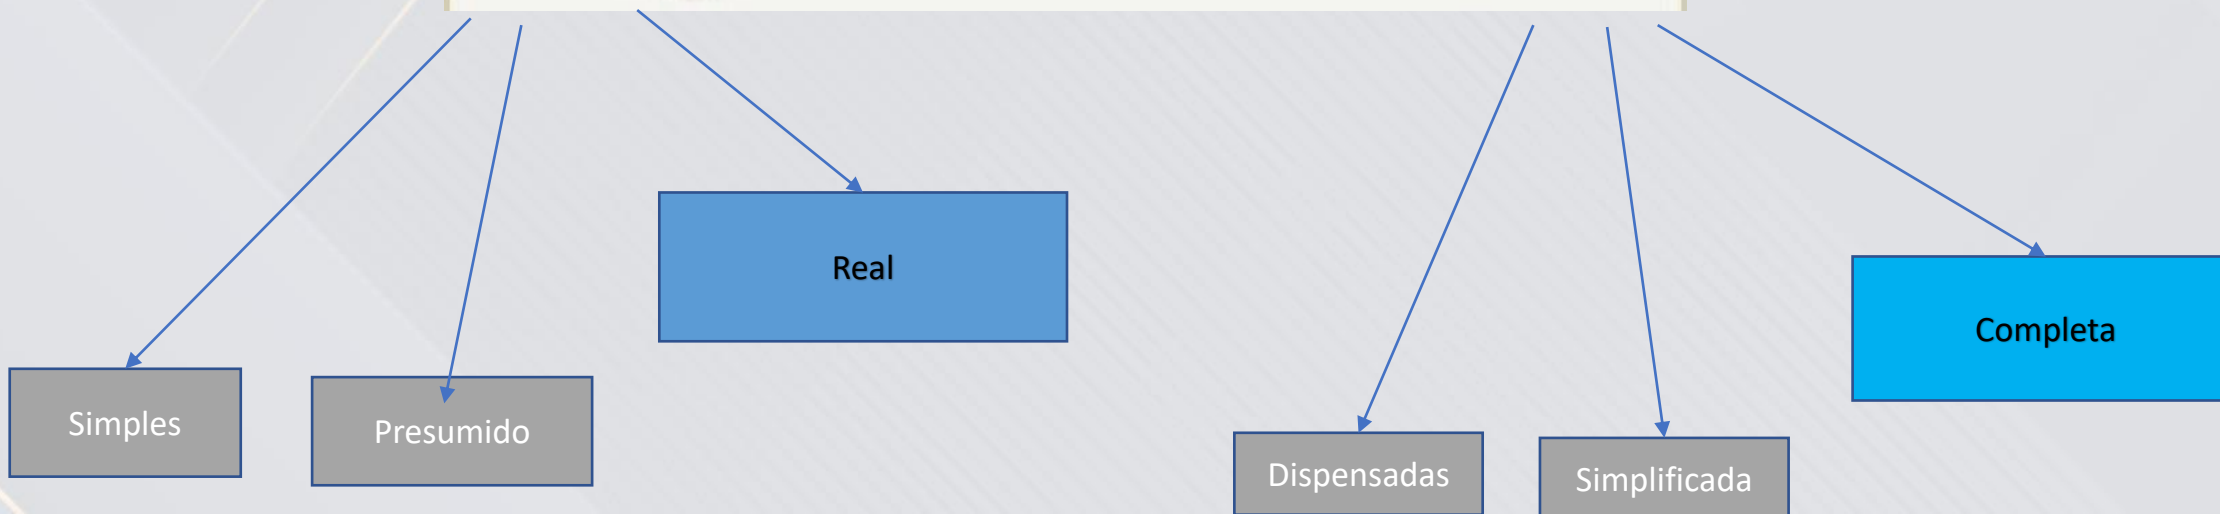 Real
Completa
Simples
Presumido
Dispensadas
Simplificada